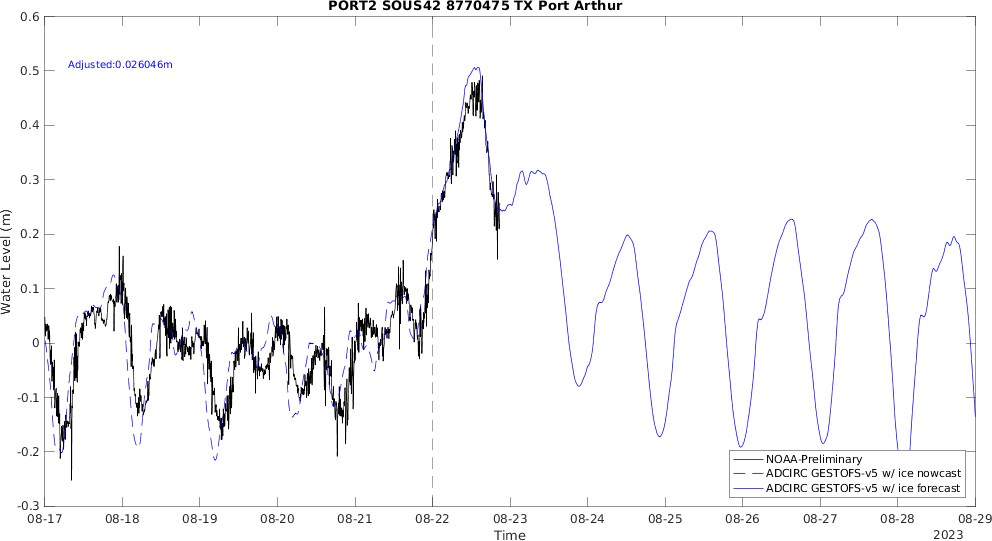 PORT2 SOUS42 8770475 TX Port Arthur
Adjusted:0.026046m
Water Level (m)
0.6
0.5
0.4
0.3
0.2
0.1
0
-0.1
-0.2
-0.3
NOAA-Preliminary
ADCIRC GESTOFS-v5 w/ ice nowcast
ADCIRC GESTOFS-v5 w/ ice forecast
08-17 08-18 08-19 08-20 08-21 08-22 08-23 08-24 08-25 08-26 08-27 08-28 08-29
Time
2023